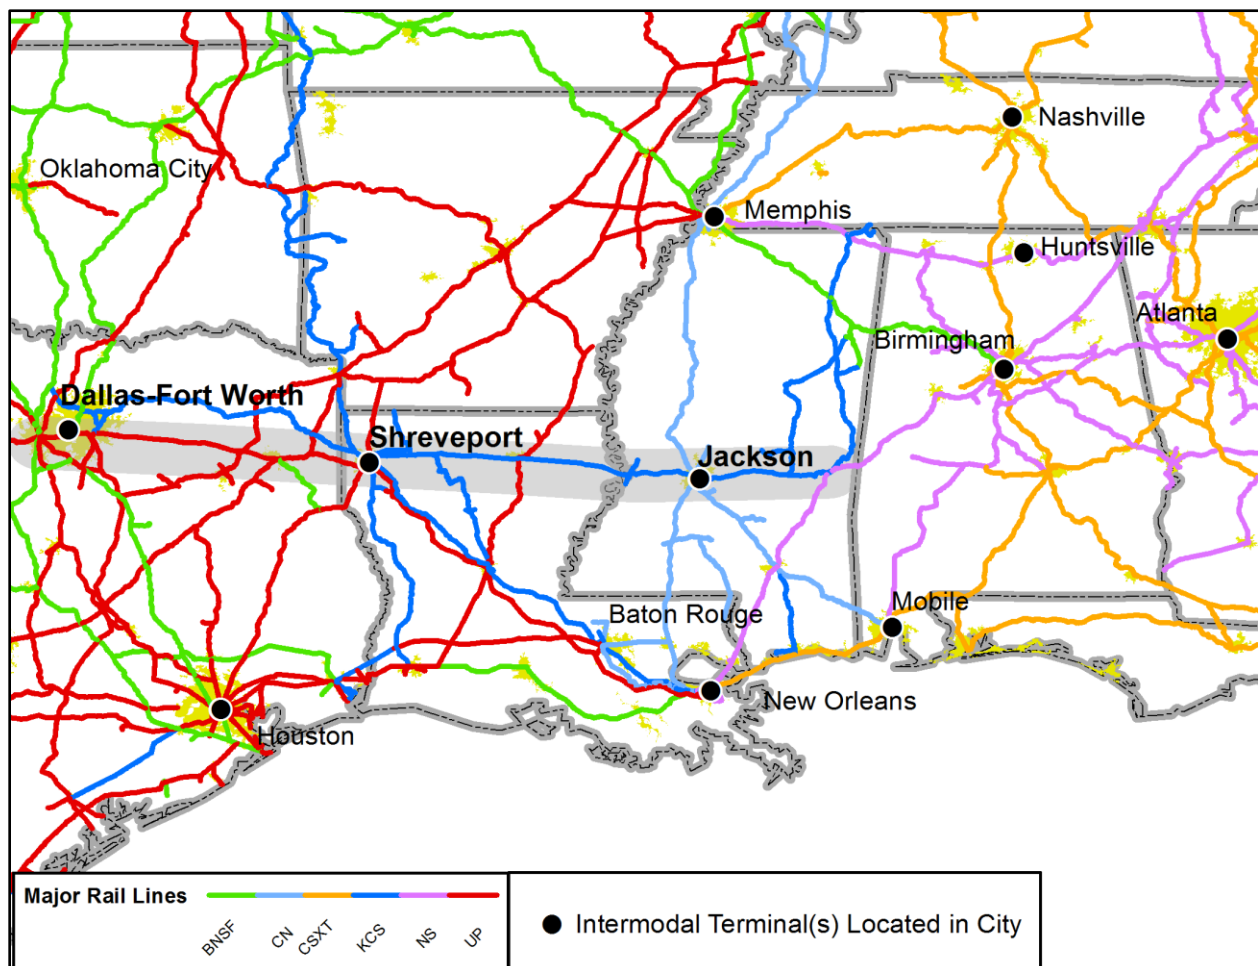 Nashville
Oklahoma City
Memphis
Huntsville
Atlanta
Birmingham
Dallas-Fort Worth
Shreveport
Jackson
Mobile
Baton Rouge
New Orleans
Houston
Major Rail Lines
BNSF
CN
CSXT
KCS
NS
UP
Intermodal Terminal(s) Located in City